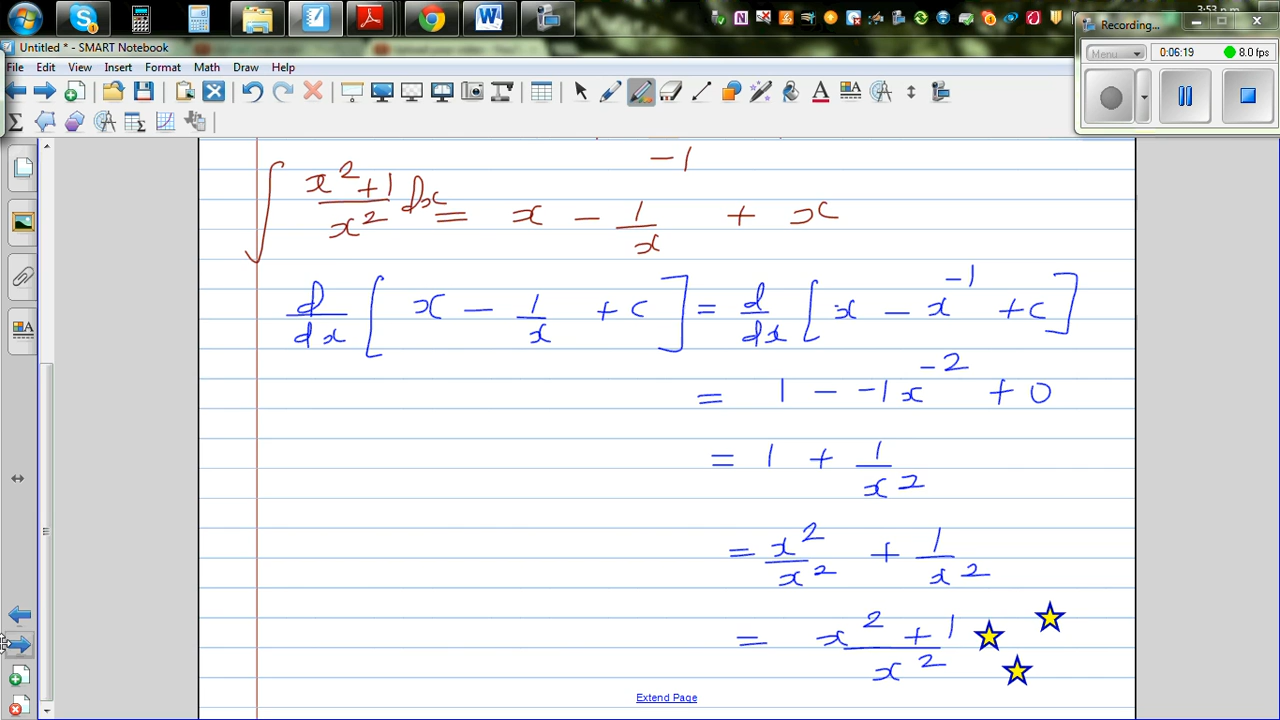 3:53 p.m.
Recording...
Untitled * - SMART Notebook
File Edit View Insert Format Math Draw Help
Menu 0:06:19 8.0 fps
-1
∫ x²+1/x² dx = x - 1/x + x
d/dx [ x - 1/x + c ] = d/dx [ x - x⁻¹ + c ]
= 1 - -1x⁻² + 0
= 1 + 1/x²
= x²/x² + 1/x²
= x² + 1/x²
Extend Page